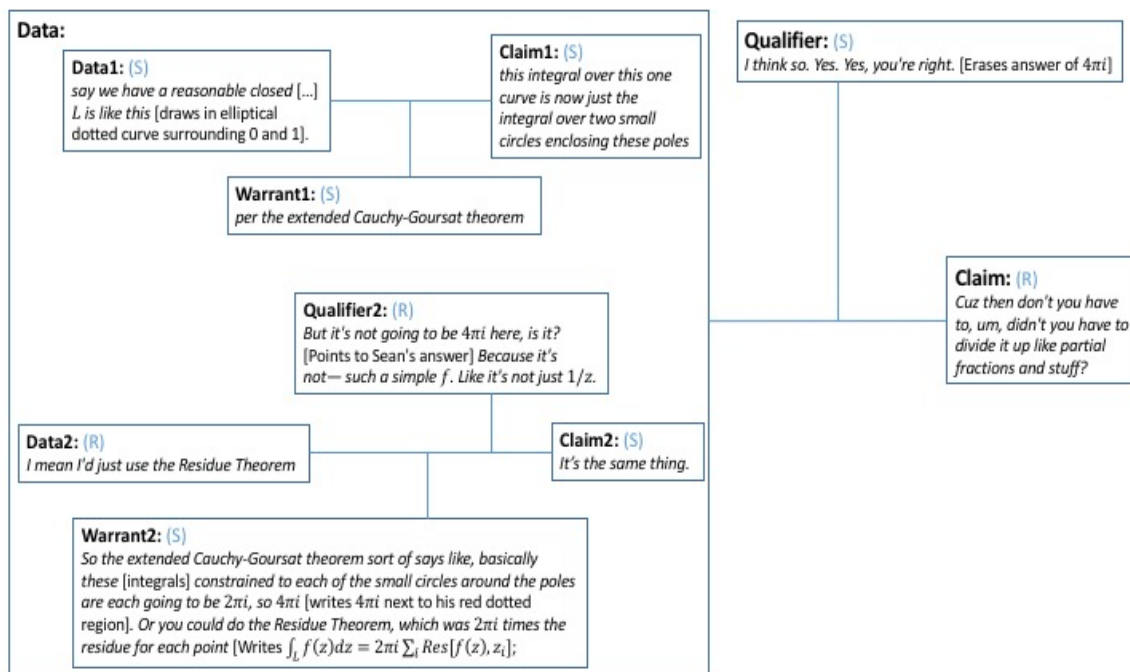 Data:
Data1: (S)
say we have a reasonable closed [...]
L is like this [draws in elliptical
dotted curve surrounding 0 and 1].
Claim1: (S)
this integral over this one
curve is now just the
integral over two small
circles enclosing these poles
Warrant1: (S)
per the extended Cauchy-Goursat theorem
Qualifier2: (R)
But it's not going to be 4πi here, is it?
[Points to Sean's answer] Because it's
not— such a simple f. Like it's not just 1/z.
Data2: (R)
I mean I'd just use the Residue Theorem
Claim2: (S)
It's the same thing.
Warrant2: (S)
So the extended Cauchy-Goursat theorem sort of says like, basically
these [integrals] constrained to each of the small circles around the poles
are each going to be 2πi, so 4πi [writes 4πi next to his red dotted
region]. Or you could do the Residue Theorem, which was 2πi times the
residue for each point [Writes ∫_L f(z)dz = 2πi ∑_i Res[f(z), z_i];
Qualifier: (S)
I think so. Yes. Yes, you're right. [Erases answer of 4πi]
Claim: (R)
Cuz then don't you have
to, um, didn't you have to
divide it up like partial
fractions and stuff?